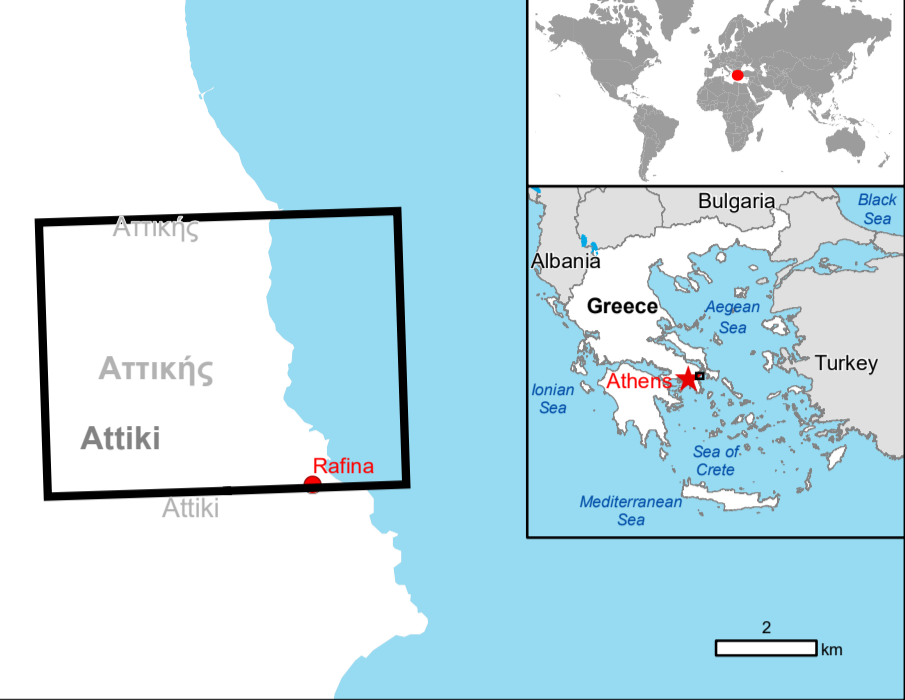 Αττικής
Αττικής
Attiki
Rafina
Attiki
Bulgaria
Black
Sea
Albania
Greece
Aegean
Sea
Turkey
Athens
Ionian
Sea
Sea of
Crete
Mediterranean
Sea
2
km